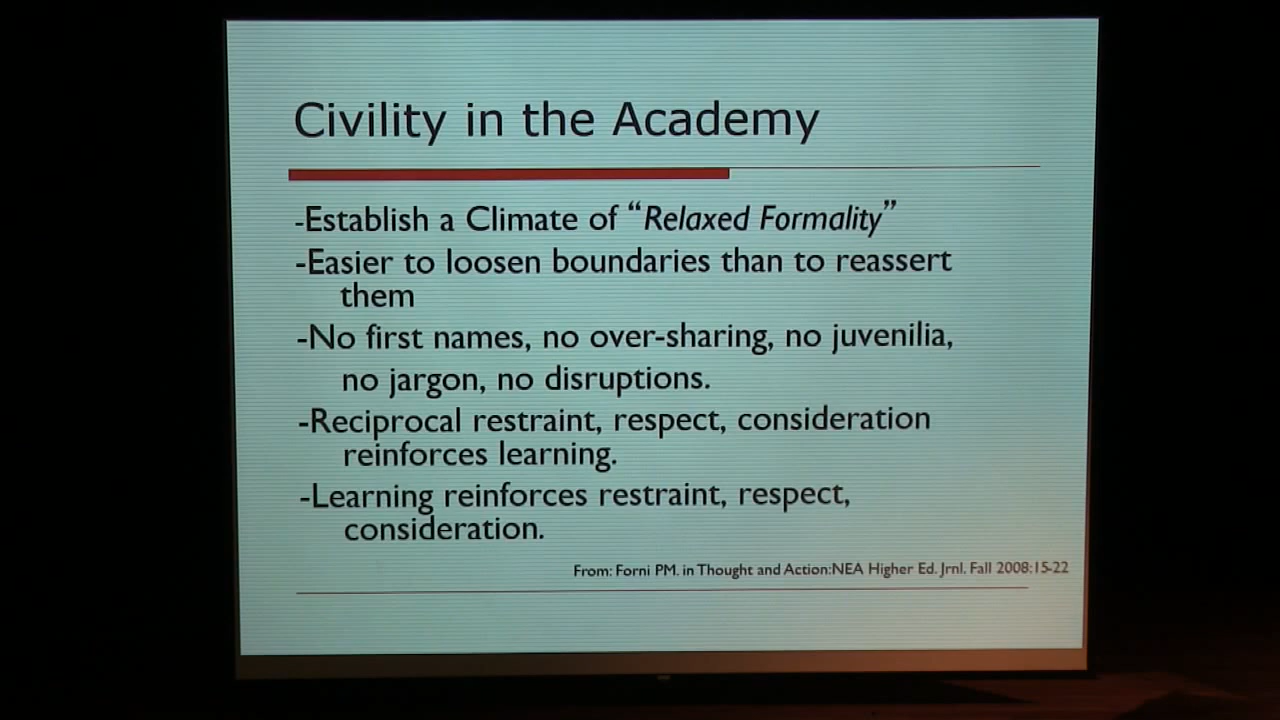 Civility in the Academy
-Establish a Climate of “Relaxed Formality”
-Easier to loosen boundaries than to reassert
them
-No first names, no over-sharing, no juvenilia,
no jargon, no disruptions.
-Reciprocal restraint, respect, consideration
reinforces learning.
-Learning reinforces restraint, respect,
consideration.
From: Forni PM. in Thought and Action:NEA Higher Ed. Jrnl. Fall 2008:15-22